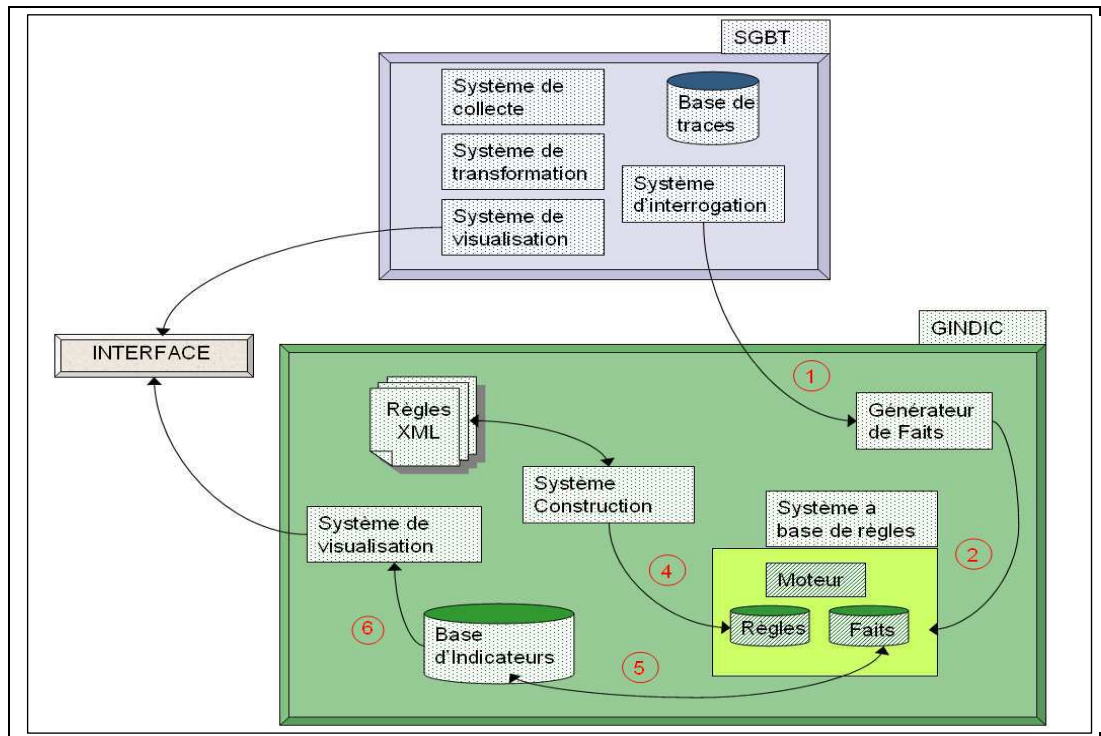 SGBT
Système de
collecte
Base de
traces
Système de
transformation
Système
d'interrogation
Système de
visualisation
INTERFACE
GINDIC
1
Règles
XML
Générateur
de Faits
Système
Construction
Système à
base de règles
Système de
visualisation
2
4
Moteur
Règles
Faits
6
Base
d'Indicateurs
5